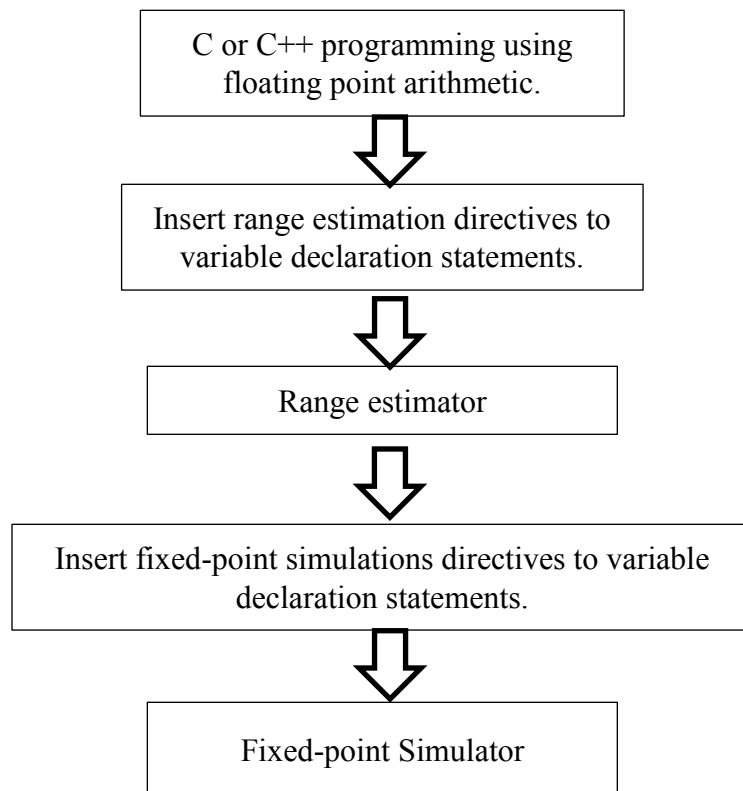 C or C++ programming using
floating point arithmetic.
Insert range estimation directives to
variable declaration statements.
Range estimator
Insert fixed-point simulations directives to variable
declaration statements.
Fixed-point Simulator